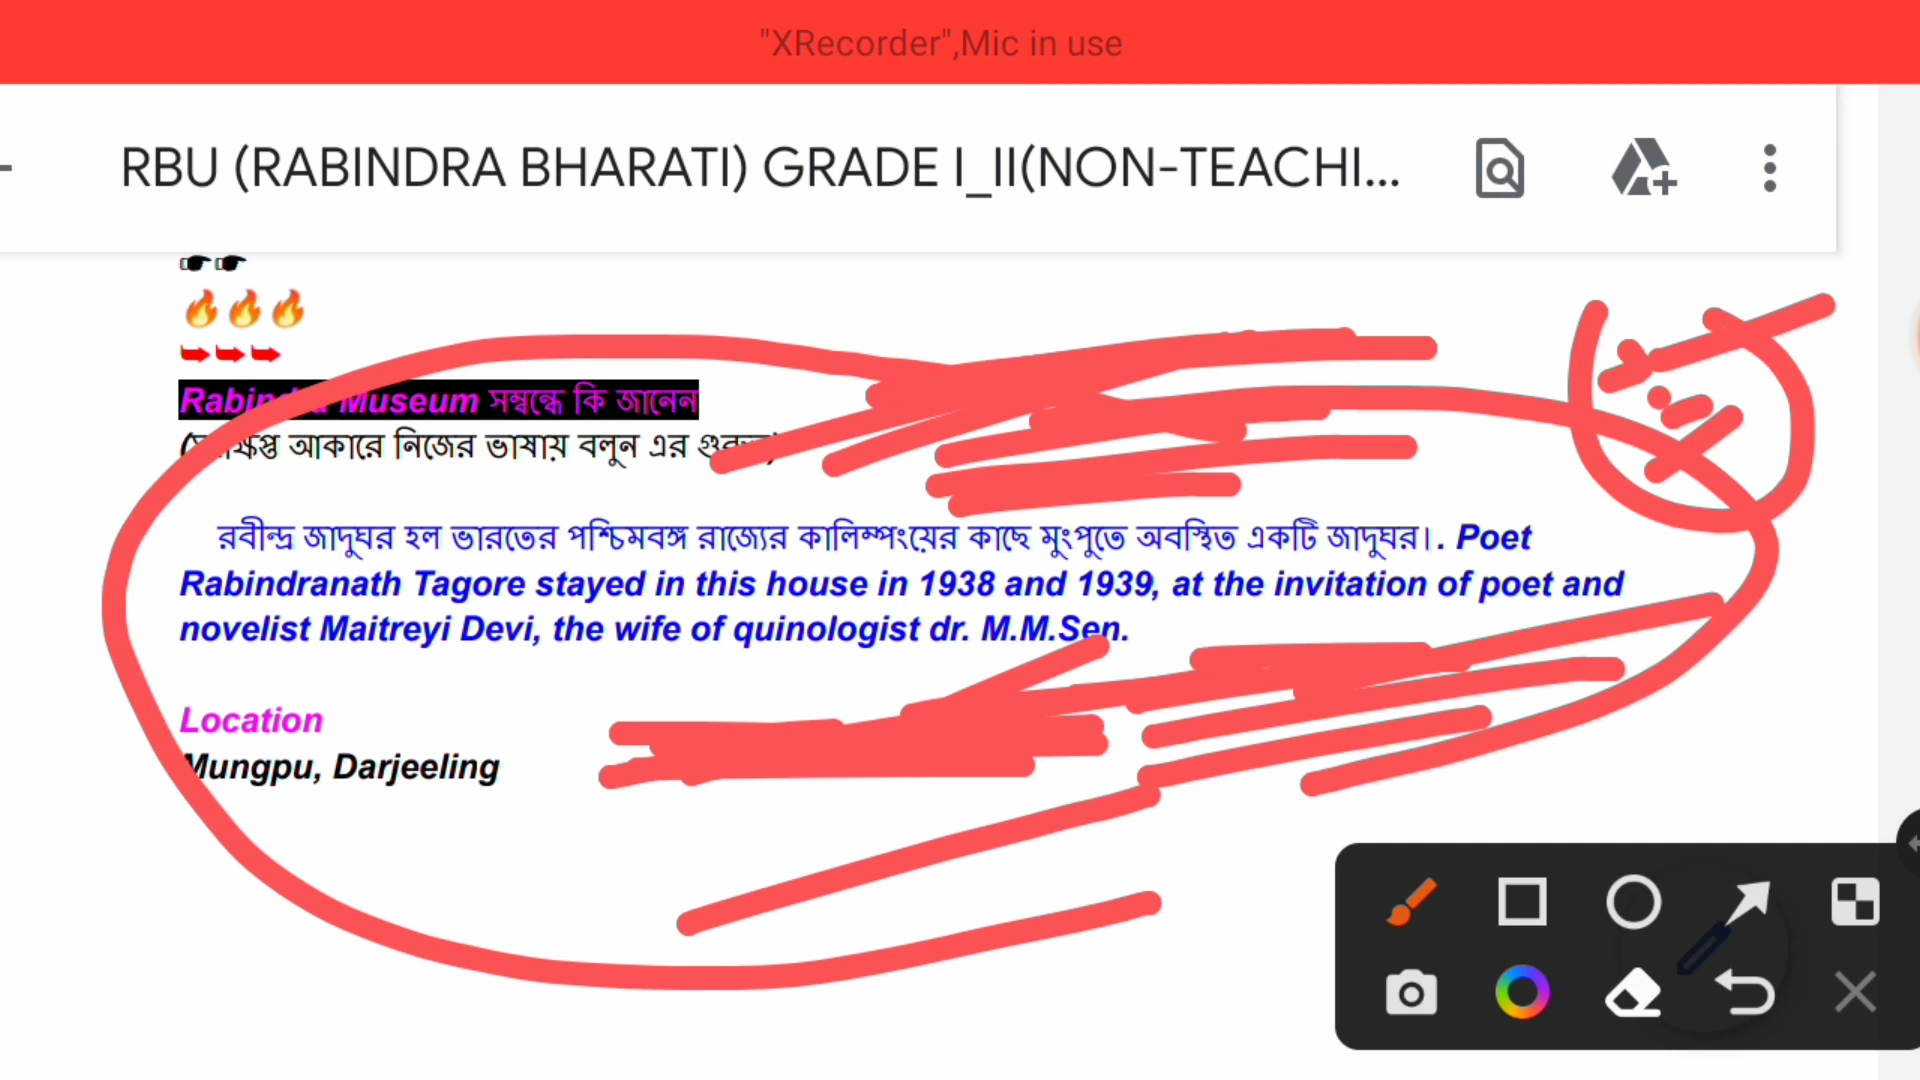 "XRecorder",Mic in use
RBU (RABINDRA BHARATI) GRADE I_II(NON-TEACHI...
Rabindra Museum সম্বন্ধে কি জানেন
আকারে নিজের ভাষায় বলুন এর
রবীন্দ্র জাদুঘর হল ভারতের পশ্চিমবঙ্গ রাজ্যের কালিম্পংয়ের কাছে মুংপুতে অবস্থিত একটি জাদুঘর।. Poet
Rabindranath Tagore stayed in this house in 1938 and 1939, at the invitation of poet and
novelist Maitreyi Devi, the wife of quinologist dr. M.M.Sen.
Location
Mungpu, Darjeeling